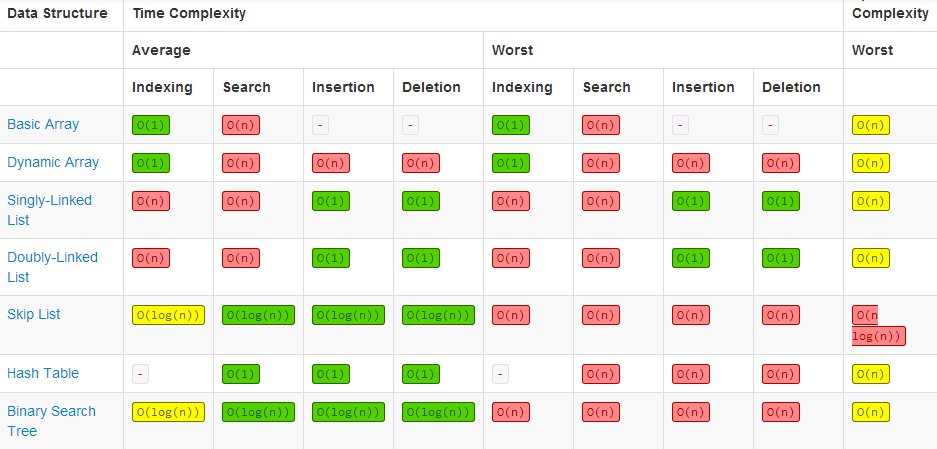 Data Structure Time Complexity Complexity
Average Worst Worst
Indexing Search Insertion Deletion Indexing Search Insertion Deletion
Basic Array O(1) O(n) - - O(1) O(n) - - O(n)
Dynamic Array O(1) O(n) O(n) O(n) O(1) O(n) O(n) O(n) O(n)
Singly-Linked O(n) O(n) O(1) O(1) O(n) O(n) O(1) O(1) O(n)
List
Doubly-Linked O(n) O(n) O(1) O(1) O(n) O(n) O(1) O(1) O(n)
List
Skip List O(log(n)) O(log(n)) O(log(n)) O(log(n)) O(n) O(n) O(n) O(n) O(n
log(n))
Hash Table - O(1) O(1) O(1) - O(n) O(n) O(n) O(n)
Binary Search O(log(n)) O(log(n)) O(log(n)) O(log(n)) O(n) O(n) O(n) O(n) O(n)
Tree